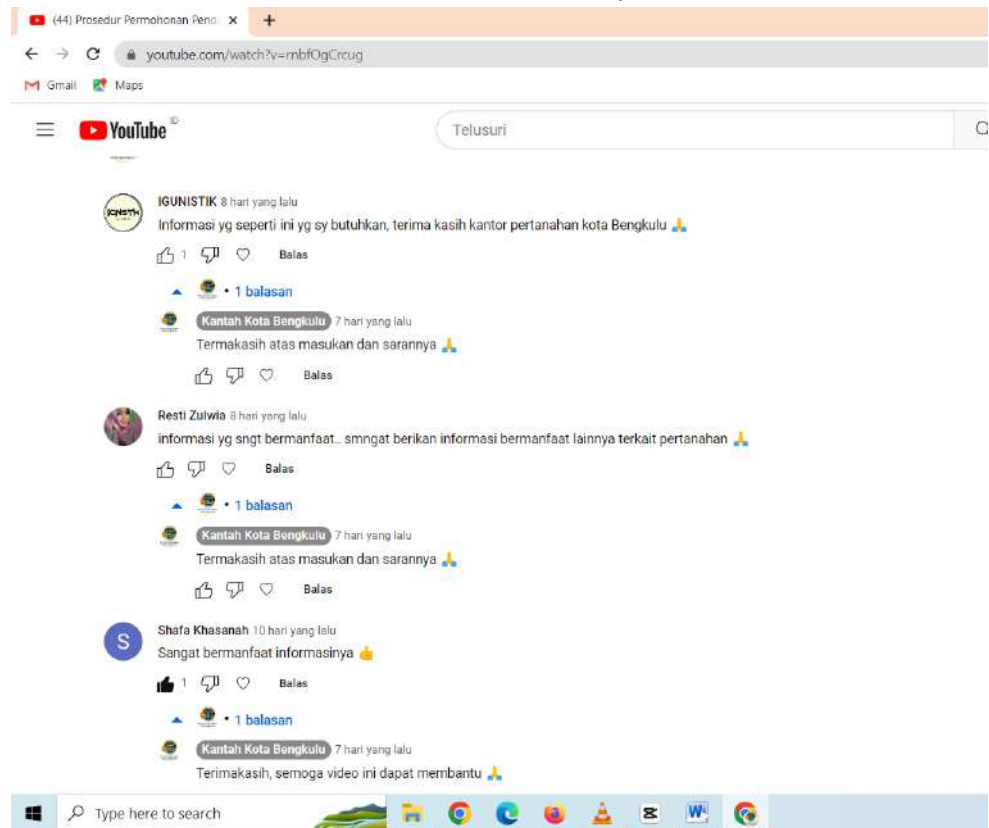 (44) Prosedur Permohonan Pend
youtube.com/watch?v=rnbfOgCrcug
Gmail Maps
YouTube ID
Telusuri
IGUNISTIK 8 hari yang lalu
Informasi yg seperti ini yg sy butuhkan, terima kasih kantor pertanahan kota Bengkulu 🙏
1 Balas
• 1 balasan
Kantah Kota Bengkulu 7 hari yang lalu
Termakasih atas masukan dan sarannya 🙏
Balas
Resti Zulwia 8 hari yang lalu
informasi yg sngt bermanfaat.. smngat berikan informasi bermanfaat lainnya terkait pertanahan 🙏
Balas
• 1 balasan
Kantah Kota Bengkulu 7 hari yang lalu
Termakasih atas masukan dan sarannya 🙏
Balas
S
Shafa Khasanah 10 hari yang lalu
Sangat bermanfaat informasinya 👍
1 Balas
• 1 balasan
Kantah Kota Bengkulu 7 hari yang lalu
Terimakasih, semoga video ini dapat membantu 🙏
Type here to search